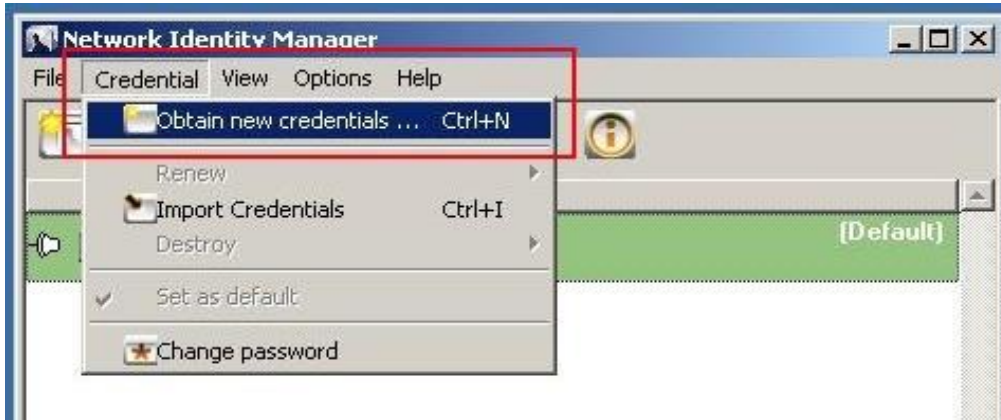 Network Identity Manager
File Credential View Options Help
Obtain new credentials ... Ctrl+N
Renew
Import Credentials Ctrl+I
Destroy
(Default)
Set as default
Change password